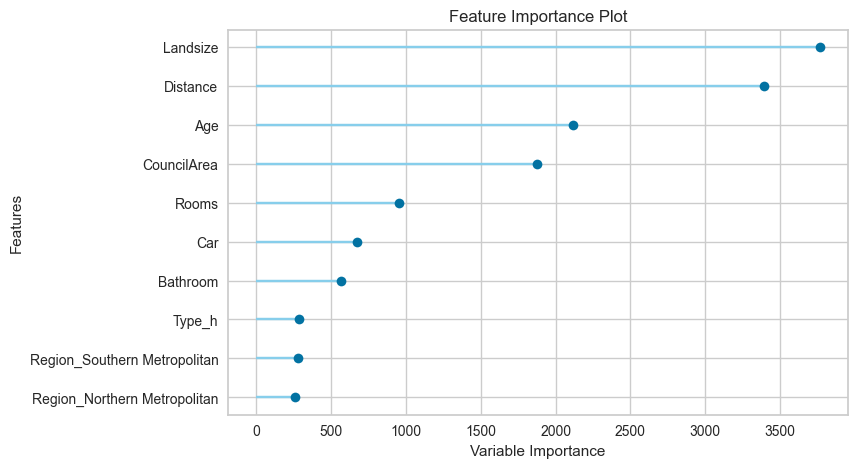 Feature Importance Plot
Landsize
Distance
Age
CouncilArea
Rooms
Car
Bathroom
Type_h
Region_Southern Metropolitan
Region_Northern Metropolitan
Features
0 500 1000 1500 2000 2500 3000 3500
Variable Importance